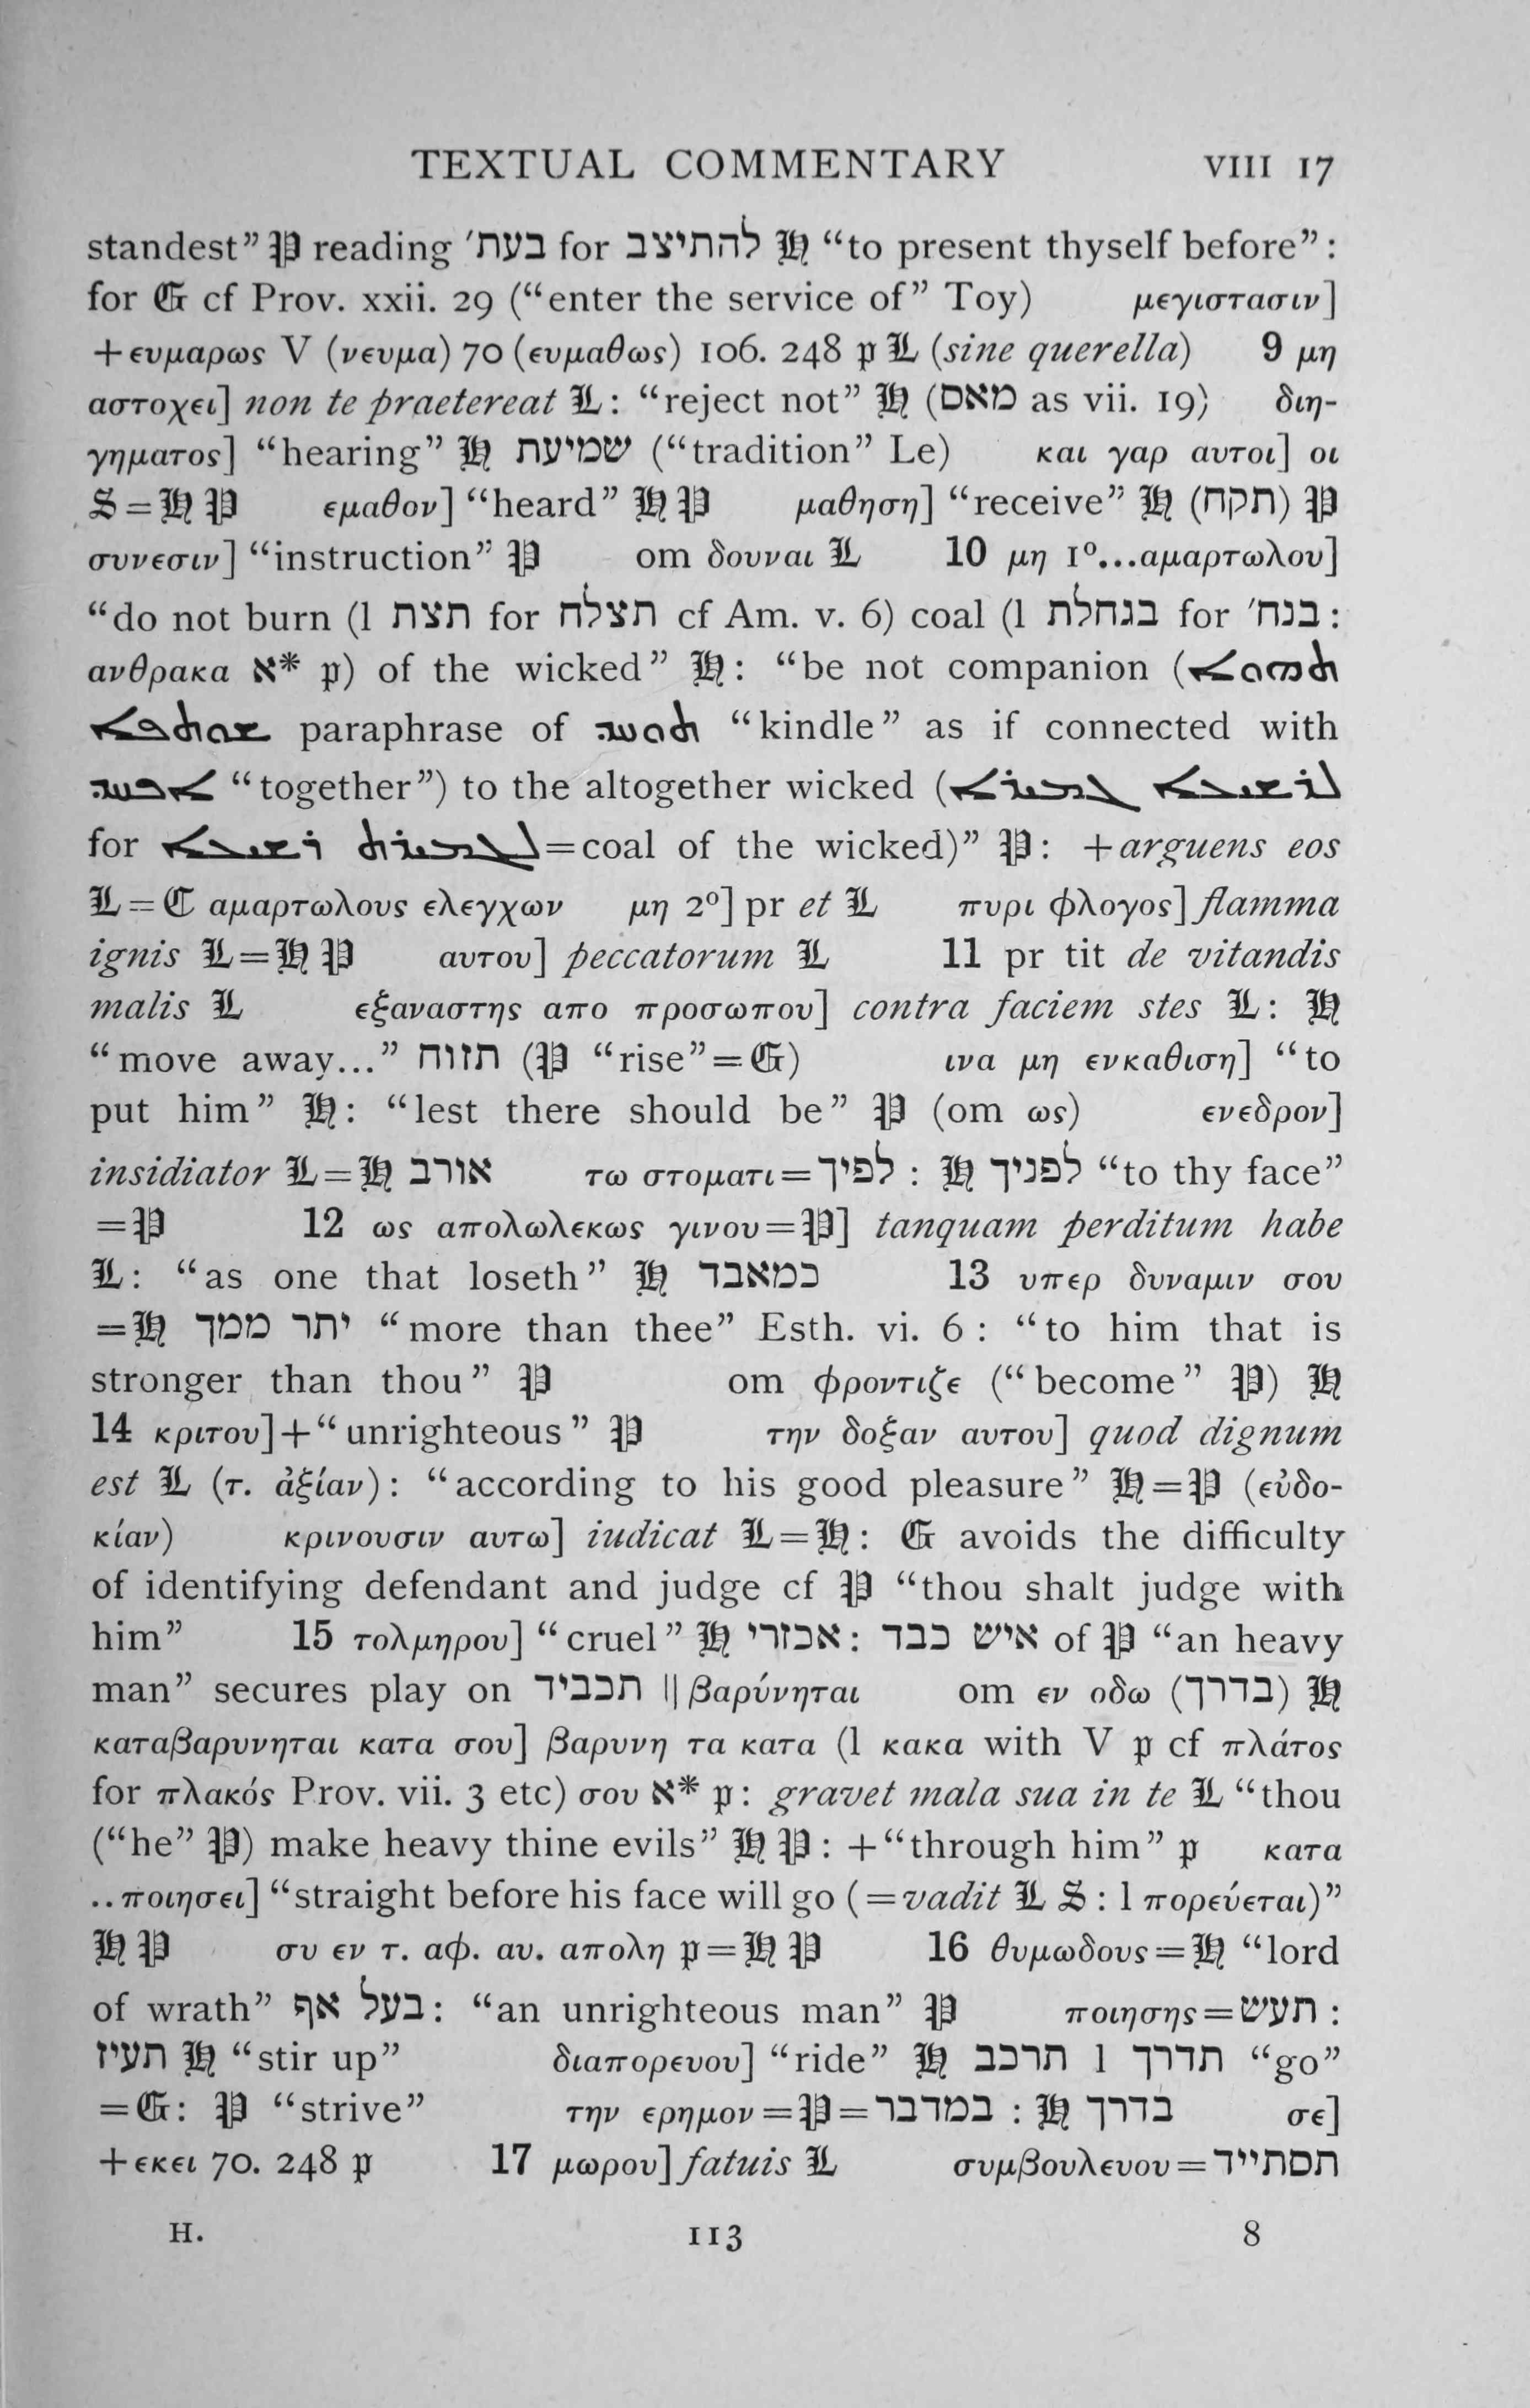 TEXTUAL COMMENTARY VIII 17
standest” 𝔓 reading בעת׳ for להתיצב ℌ “to present thyself before” :
for 𝔊 cf Prov. xxii. 29 (“enter the service of” Toy) μεγιστασιν]
+ευμαρως V (νευμα) 70 (ευμαθως) 106. 248 𝔭 𝔏 (sine querella) 9 μη
αστοχει] non te praetereat 𝔏 : “reject not” ℌ (מאס as vii. 19) διη-
γηματος] “hearing” ℌ שמיעת (“tradition” Le) και γαρ αυτοι] οι
𝔖=ℌ 𝔓 εμαθον] “heard” ℌ 𝔓 μαθηση] “receive” ℌ (תקח) 𝔓
συνεσιν] “instruction” 𝔓 om δουναι 𝔏 10 μη 1º...αμαρτωλου]
“do not burn (l תצת for תצלח cf Am. v. 6) coal (l בגחלת for בנח׳ :
ανθρακα א* 𝔭) of the wicked” ℌ : “be not companion (ܬܗܘܐ
ܫܘܬܦܐ paraphrase of ܬܘܚܕ “kindle” as if connected with
ܐܟܚܕ “together”) to the altogether wicked (ܠܪܫܝܥܐ ܓܡܝܪܐ
for ܠܓܡܘܪܬ ܪܫܝܥܐ=coal of the wicked)” 𝔓 : +arguens eos
𝔏=ℭ αμαρτωλους ελεγχων μη 2º] pr et 𝔏 πυρι φλογος] flamma
ignis 𝔏=ℌ 𝔓 αυτου] peccatorum 𝔏 11 pr tit de vitandis
malis 𝔏 εξαναστης απο προσωπου] contra faciem stes 𝔏 : ℌ
“move away...” תזוח (𝔓 “rise”=𝔊) ινα μη ενκαθιση] “to
put him” ℌ : “lest there should be” 𝔓 (om ως) ενεδρον]
insidiator 𝔏=ℌ אורב τω στοματι=לפיך : ℌ לפניך “to thy face”
=𝔓 12 ως απολωλεκως γινου=𝔓] tanquam perditum habe
𝔏 : “as one that loseth” ℌ כמאבד 13 υπερ δυναμιν σου
=ℌ יתר ממך “more than thee” Esth. vi. 6 : “to him that is
stronger than thou” 𝔓 om φροντιζε (“become” 𝔓) ℌ
14 κριτου]+“unrighteous” 𝔓 την δοξαν αυτου] quod dignum
est 𝔏 (τ. ἀξίαν) : “according to his good pleasure” ℌ=𝔓 (εὐδο-
κίαν) κρινουσιν αυτω] iudicat 𝔏=ℌ : 𝔊 avoids the difficulty
of identifying defendant and judge cf 𝔓 “thou shalt judge with
him” 15 τολμηρου] “cruel” ℌ אכזרי : איש כבד of 𝔓 “an heavy
man” secures play on תכביד || βαρύνηται om εν οδω (בדרך) ℌ
καταβαρυνηται κατα σου] βαρυνη τα κατα (l κακα with V 𝔭 cf πλάτος
for πλακός Prov. vii. 3 etc) σου א* 𝔭 : gravet mala sua in te 𝔏 “thou
(“he” 𝔓) make heavy thine evils” ℌ 𝔓 : +“through him” 𝔭 κατα
..ποιησει] “straight before his face will go (=vadit 𝔏 𝔖 : l πορεύεται)”
ℌ 𝔓 συ εν τ. αφ. αυ. απολη 𝔭=ℌ 𝔓 16 θυμωδους=ℌ “lord
of wrath” בעל אף : “an unrighteous man” 𝔓 ποιησης=תעש :
תעיז ℌ “stir up” διαπορευου] “ride” ℌ תרכב l תדרך “go”
=𝔊 : 𝔓 “strive” την ερημον=𝔓=במדבר : ℌ בדרך σε]
+εκει 70. 248 𝔭 17 μωρου] fatuis 𝔏 συμβουλευου=תסתייד
H. 113 8